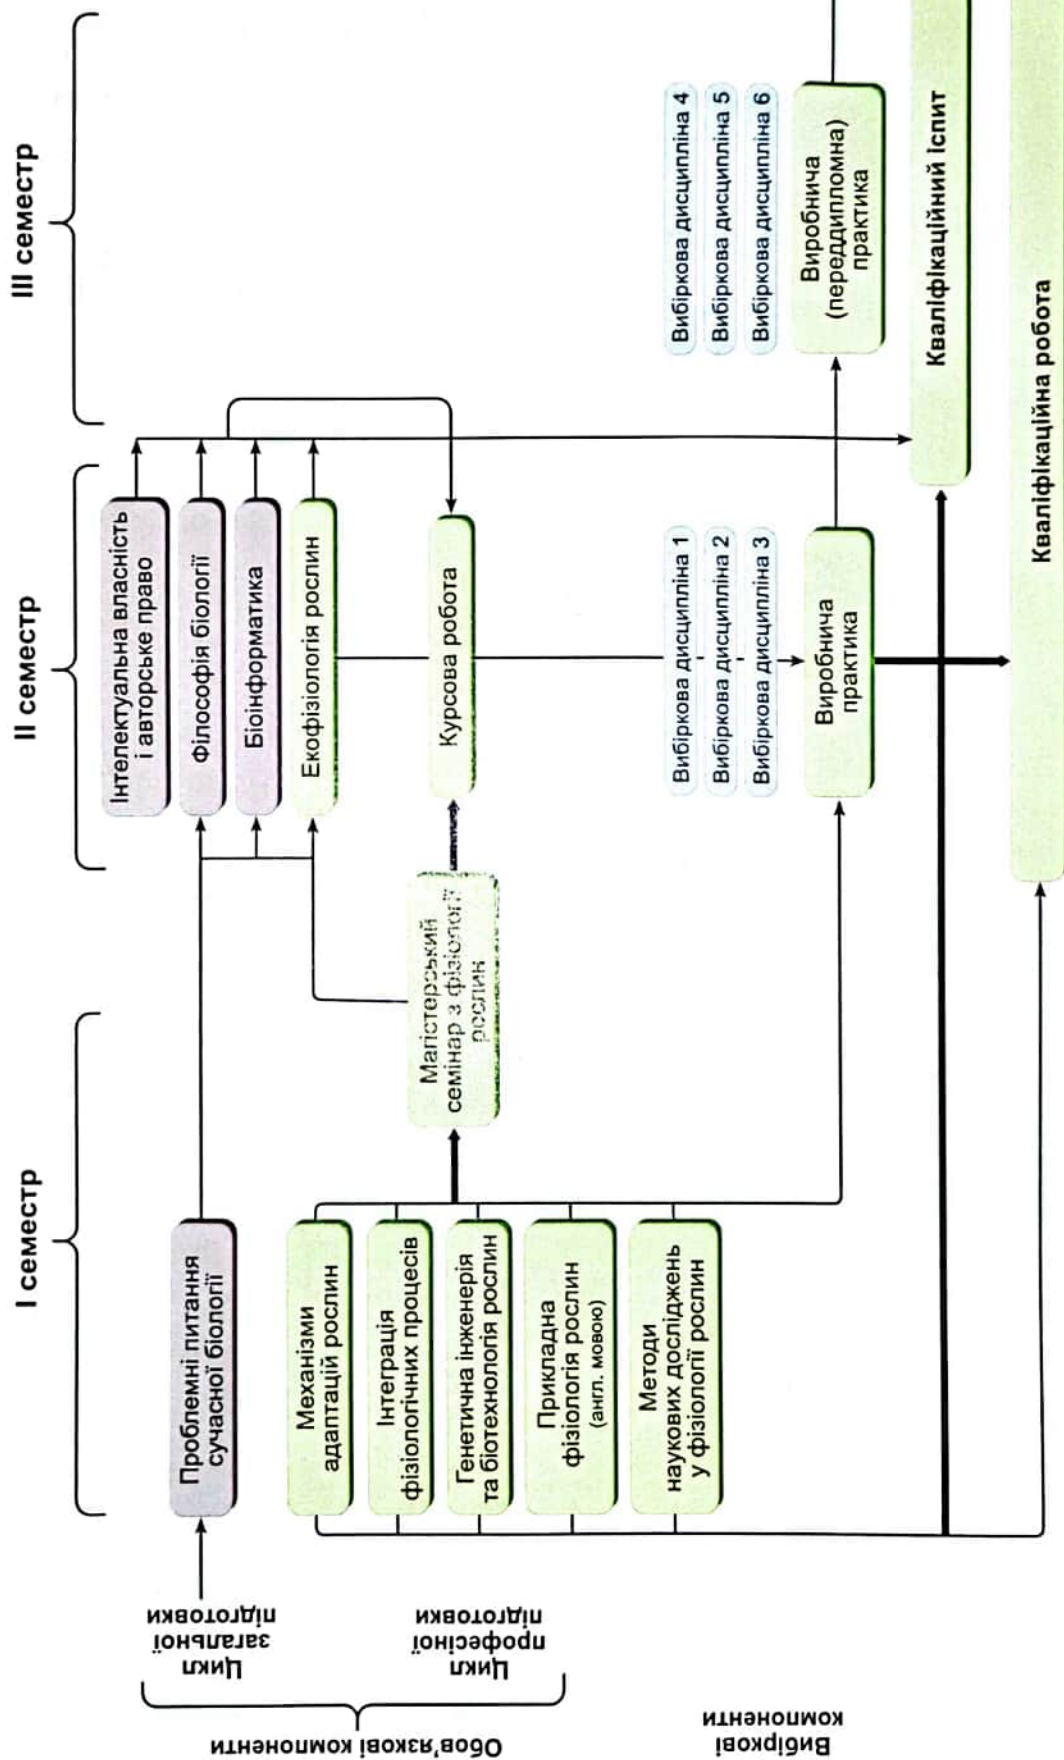 І семестр
ІІ семестр
ІІІ семестр
Обов'язкові компоненти
Цикл
загальної
підготовки
Цикл
професіної
підготовки
Вибіркові
компоненти
Проблемні питання
сучасної біології
Механізми
адаптацій рослин
Інтеграція
фізіологічних процесів
Генетична інженерія
та біотехнологія рослин
Прикладна
фізіологія рослин
(англ. мовою)
Методи
наукових досліджень
у фізіології рослин
Магістерський
семінар з фізіології
рослин
Інтелектуальна власність
і авторське право
Філософія біології
Біоінформатика
Екофізіологія рослин
Курсова робота
Вибіркова дисципліна 1
Вибіркова дисципліна 2
Вибіркова дисципліна 3
Виробнича
практика
Вибіркова дисципліна 4
Вибіркова дисципліна 5
Вибіркова дисципліна 6
Виробнича
(переддипломна)
практика
Кваліфікаційний іспит
Кваліфікаційна робота